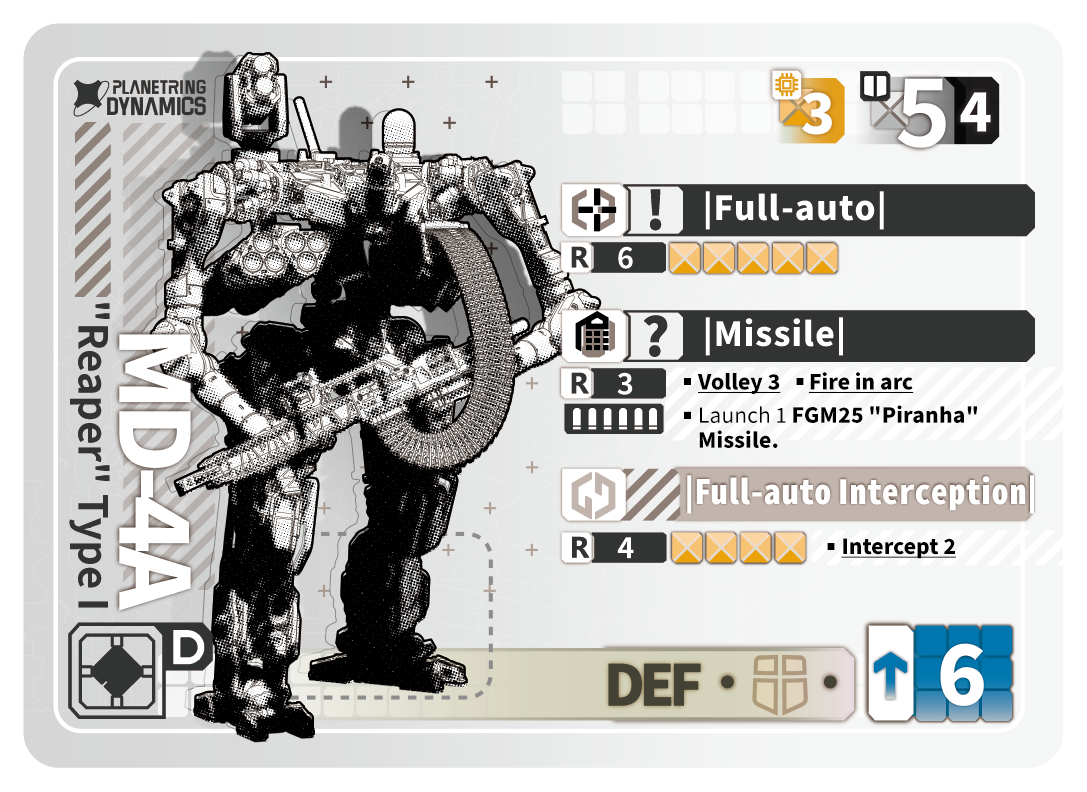 PLANETRING
DYNAMICS
3
5
4
! |Full-auto|
R 6
? |Missile|
R 3
▪ Volley 3 ▪ Fire in arc
▪ Launch 1 FGM25 "Piranha"
Missile.
|Full-auto Interception|
R 4
▪ Intercept 2
MD-4A
"Reaper" Type I
D
DEF • •
6